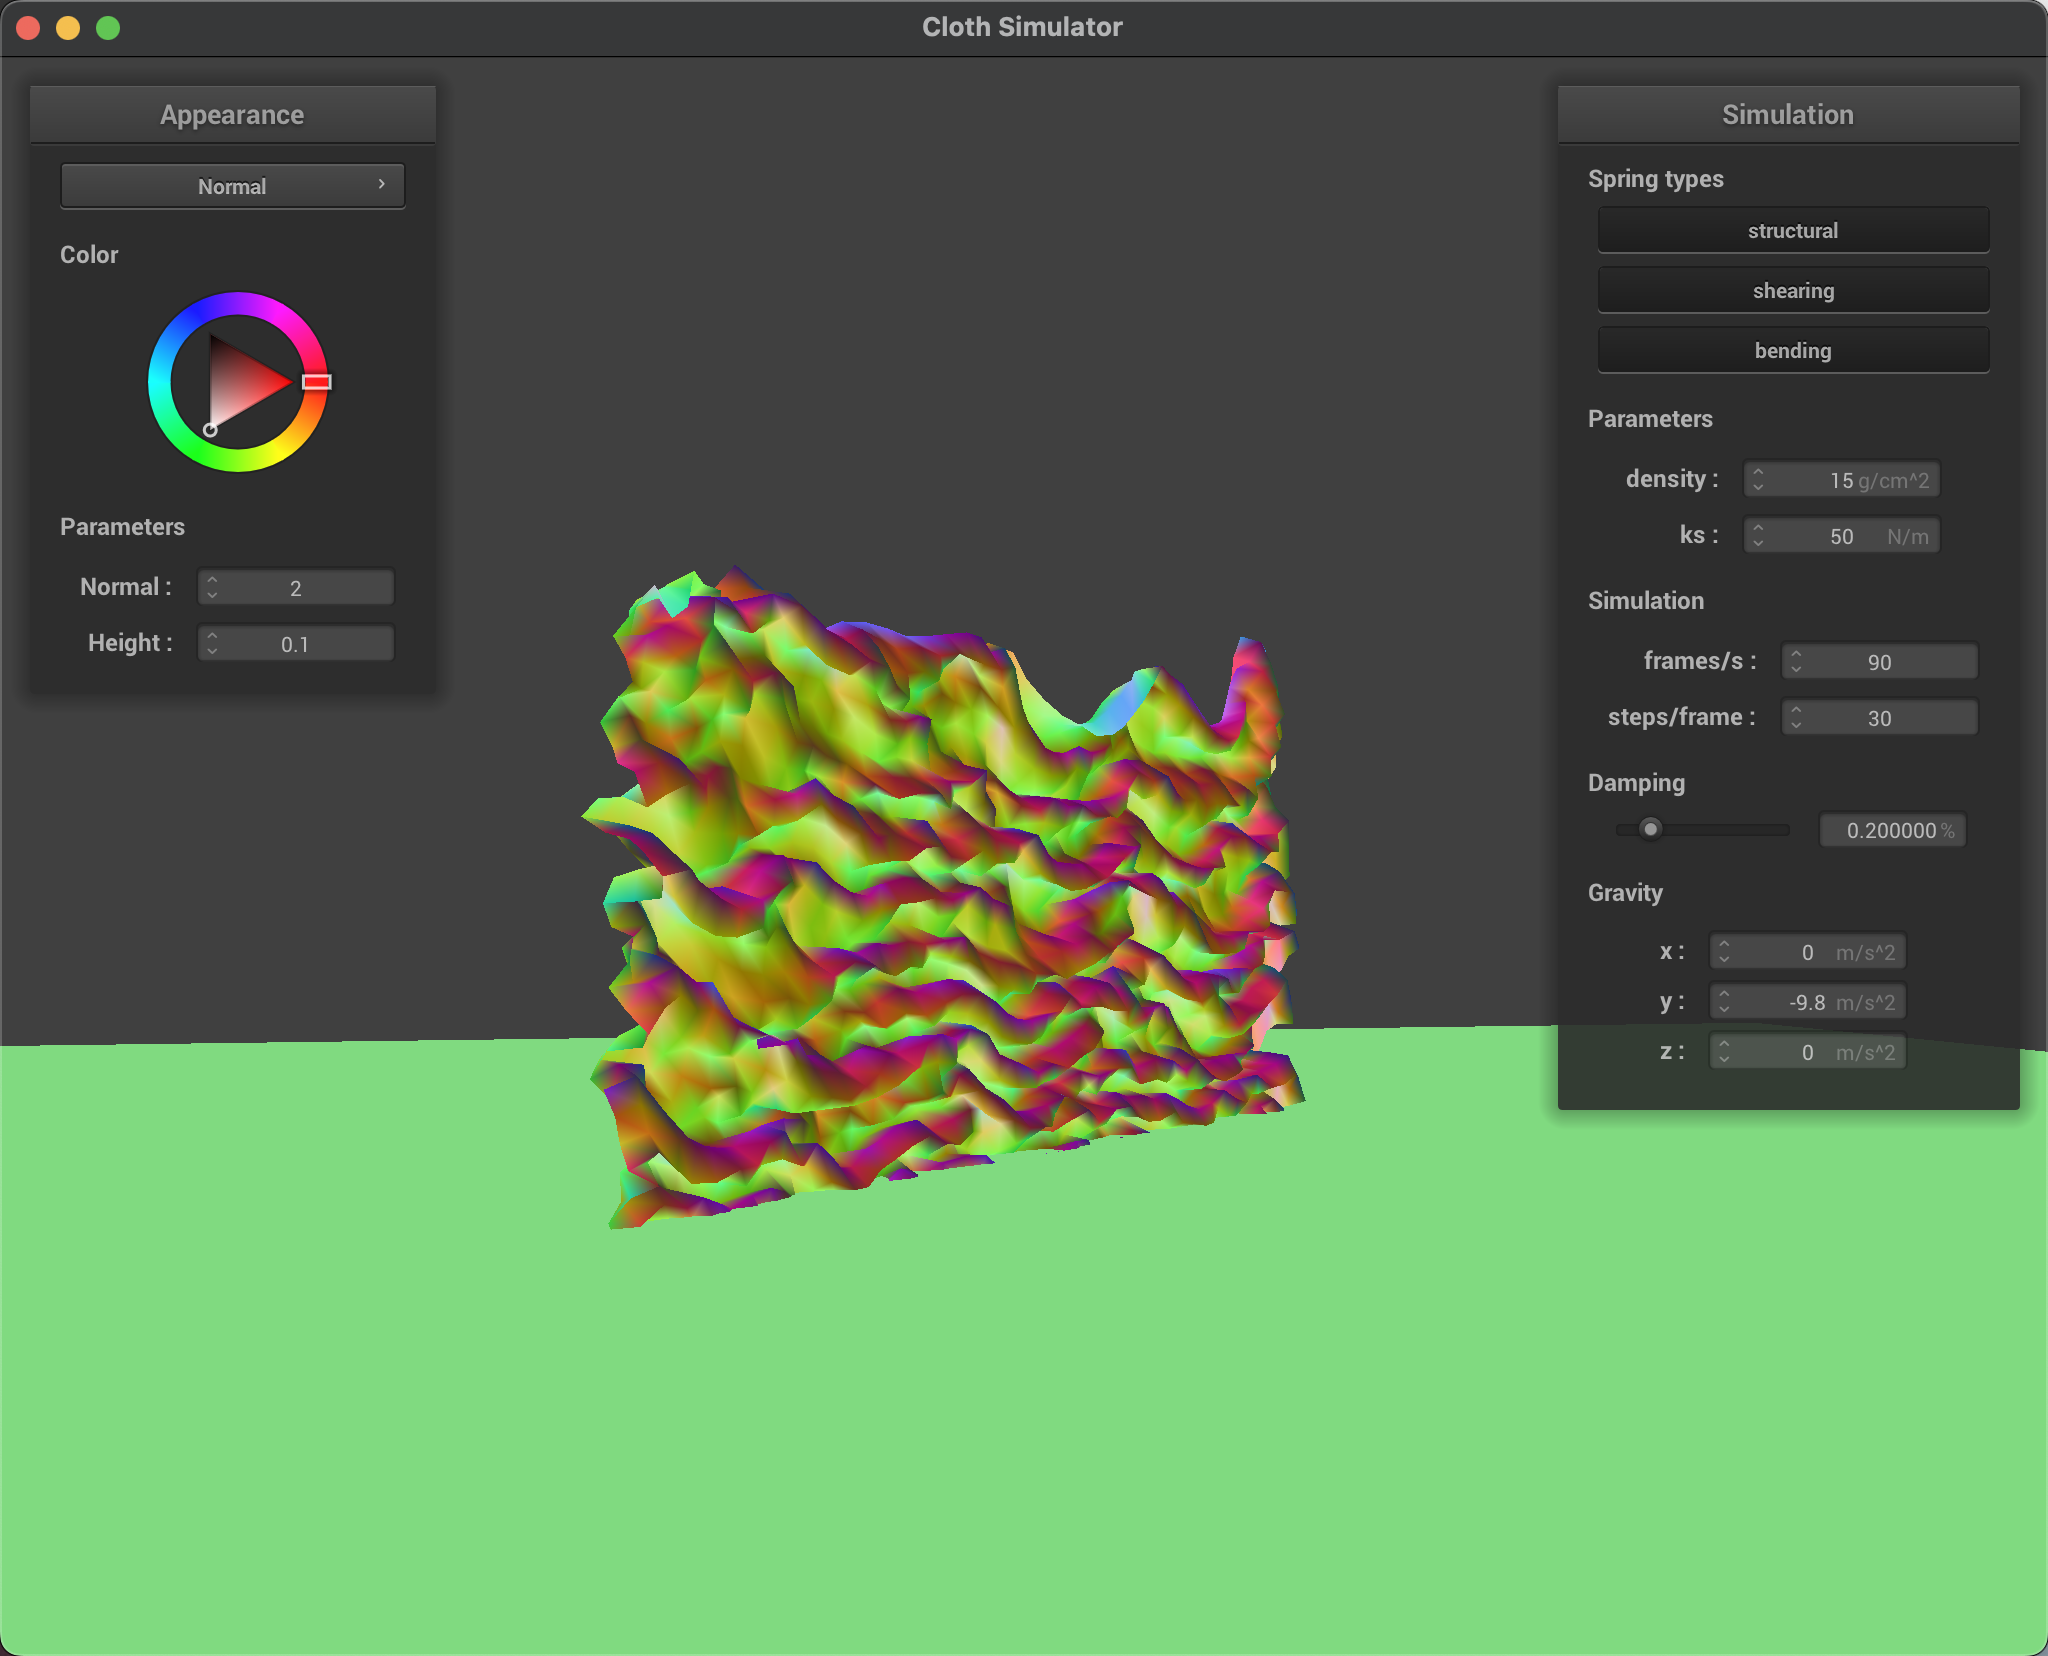 Cloth Simulator
Appearance
Normal
Color
Parameters
Normal : 2
Height : 0.1
Simulation
Spring types
structural
shearing
bending
Parameters
density : 15 g/cm^2
ks : 50 N/m
Simulation
frames/s : 90
steps/frame : 30
Damping
0.200000 %
Gravity
x : 0 m/s^2
y : -9.8 m/s^2
z : 0 m/s^2